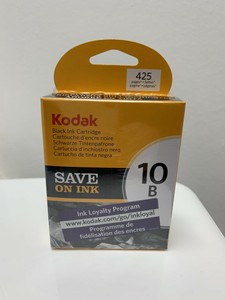 425
pages • pages
páginas • páginas
Kodak
Black Ink Cartridge
Cartouche d'encre noire
Schwarze Tintenpatrone
Cartuccia d'inchiostro nero
Cartucho de tinta negra
SAVE
ON INK
10
B
Ink Loyalty Program
www.kodak.com/go/inkloyal
Programme de
fidélisation des encres